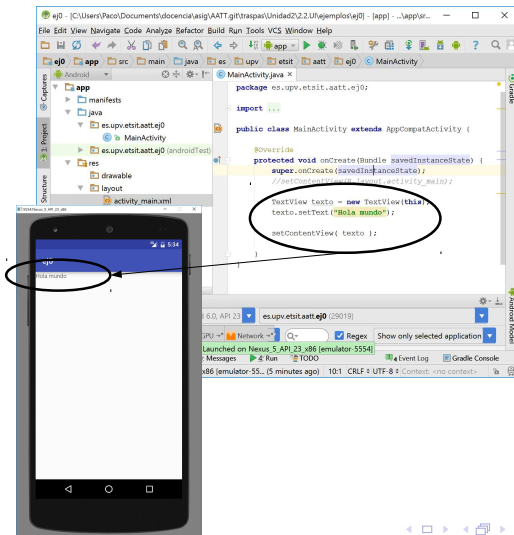 ej0 - [C:\Users\Paco\Documents\docencia\asig\AATT.git\traspas\Unidad2\2.2.UI\ejemplos\ej0] - [app] - ...\app\sr...
File Edit View Navigate Code Analyze Refactor Build Run Tools VCS Window Help
app
ej0 app src main java es upv etsit aatt ej0 MainActivity
Captures
1: Project
Structure
Android
app
manifests
java
es.upv.etsit.aatt.ej0
MainActivity
es.upv.etsit.aatt.ej0 (androidTest)
res
drawable
layout
activity_main.xml
MainActivity.java ×
package es.upv.etsit.aatt.ej0;
import ...
public class MainActivity extends AppCompatActivity {
@Override
protected void onCreate(Bundle savedInstanceState) {
super.onCreate(savedInstanceState);
//setContentView(R.layout.activity_main);
TextView texto = new TextView(this);
texto.setText("Hola mundo");
setContentView( texto );
}
}
Gradle
Android Model
5:34
ej0
Hola mundo
6.0, API 23 es.upv.etsit.aatt.ej0 (29019)
GPU Network Regex Show only selected application
Launched on Nexus_5_API_23_x86 [emulator-5554]
Messages 4: Run TODO 4 Event Log Gradle Console
x86 [emulator-55... (5 minutes ago) 10:1 CRLF UTF-8 Context: <no context>